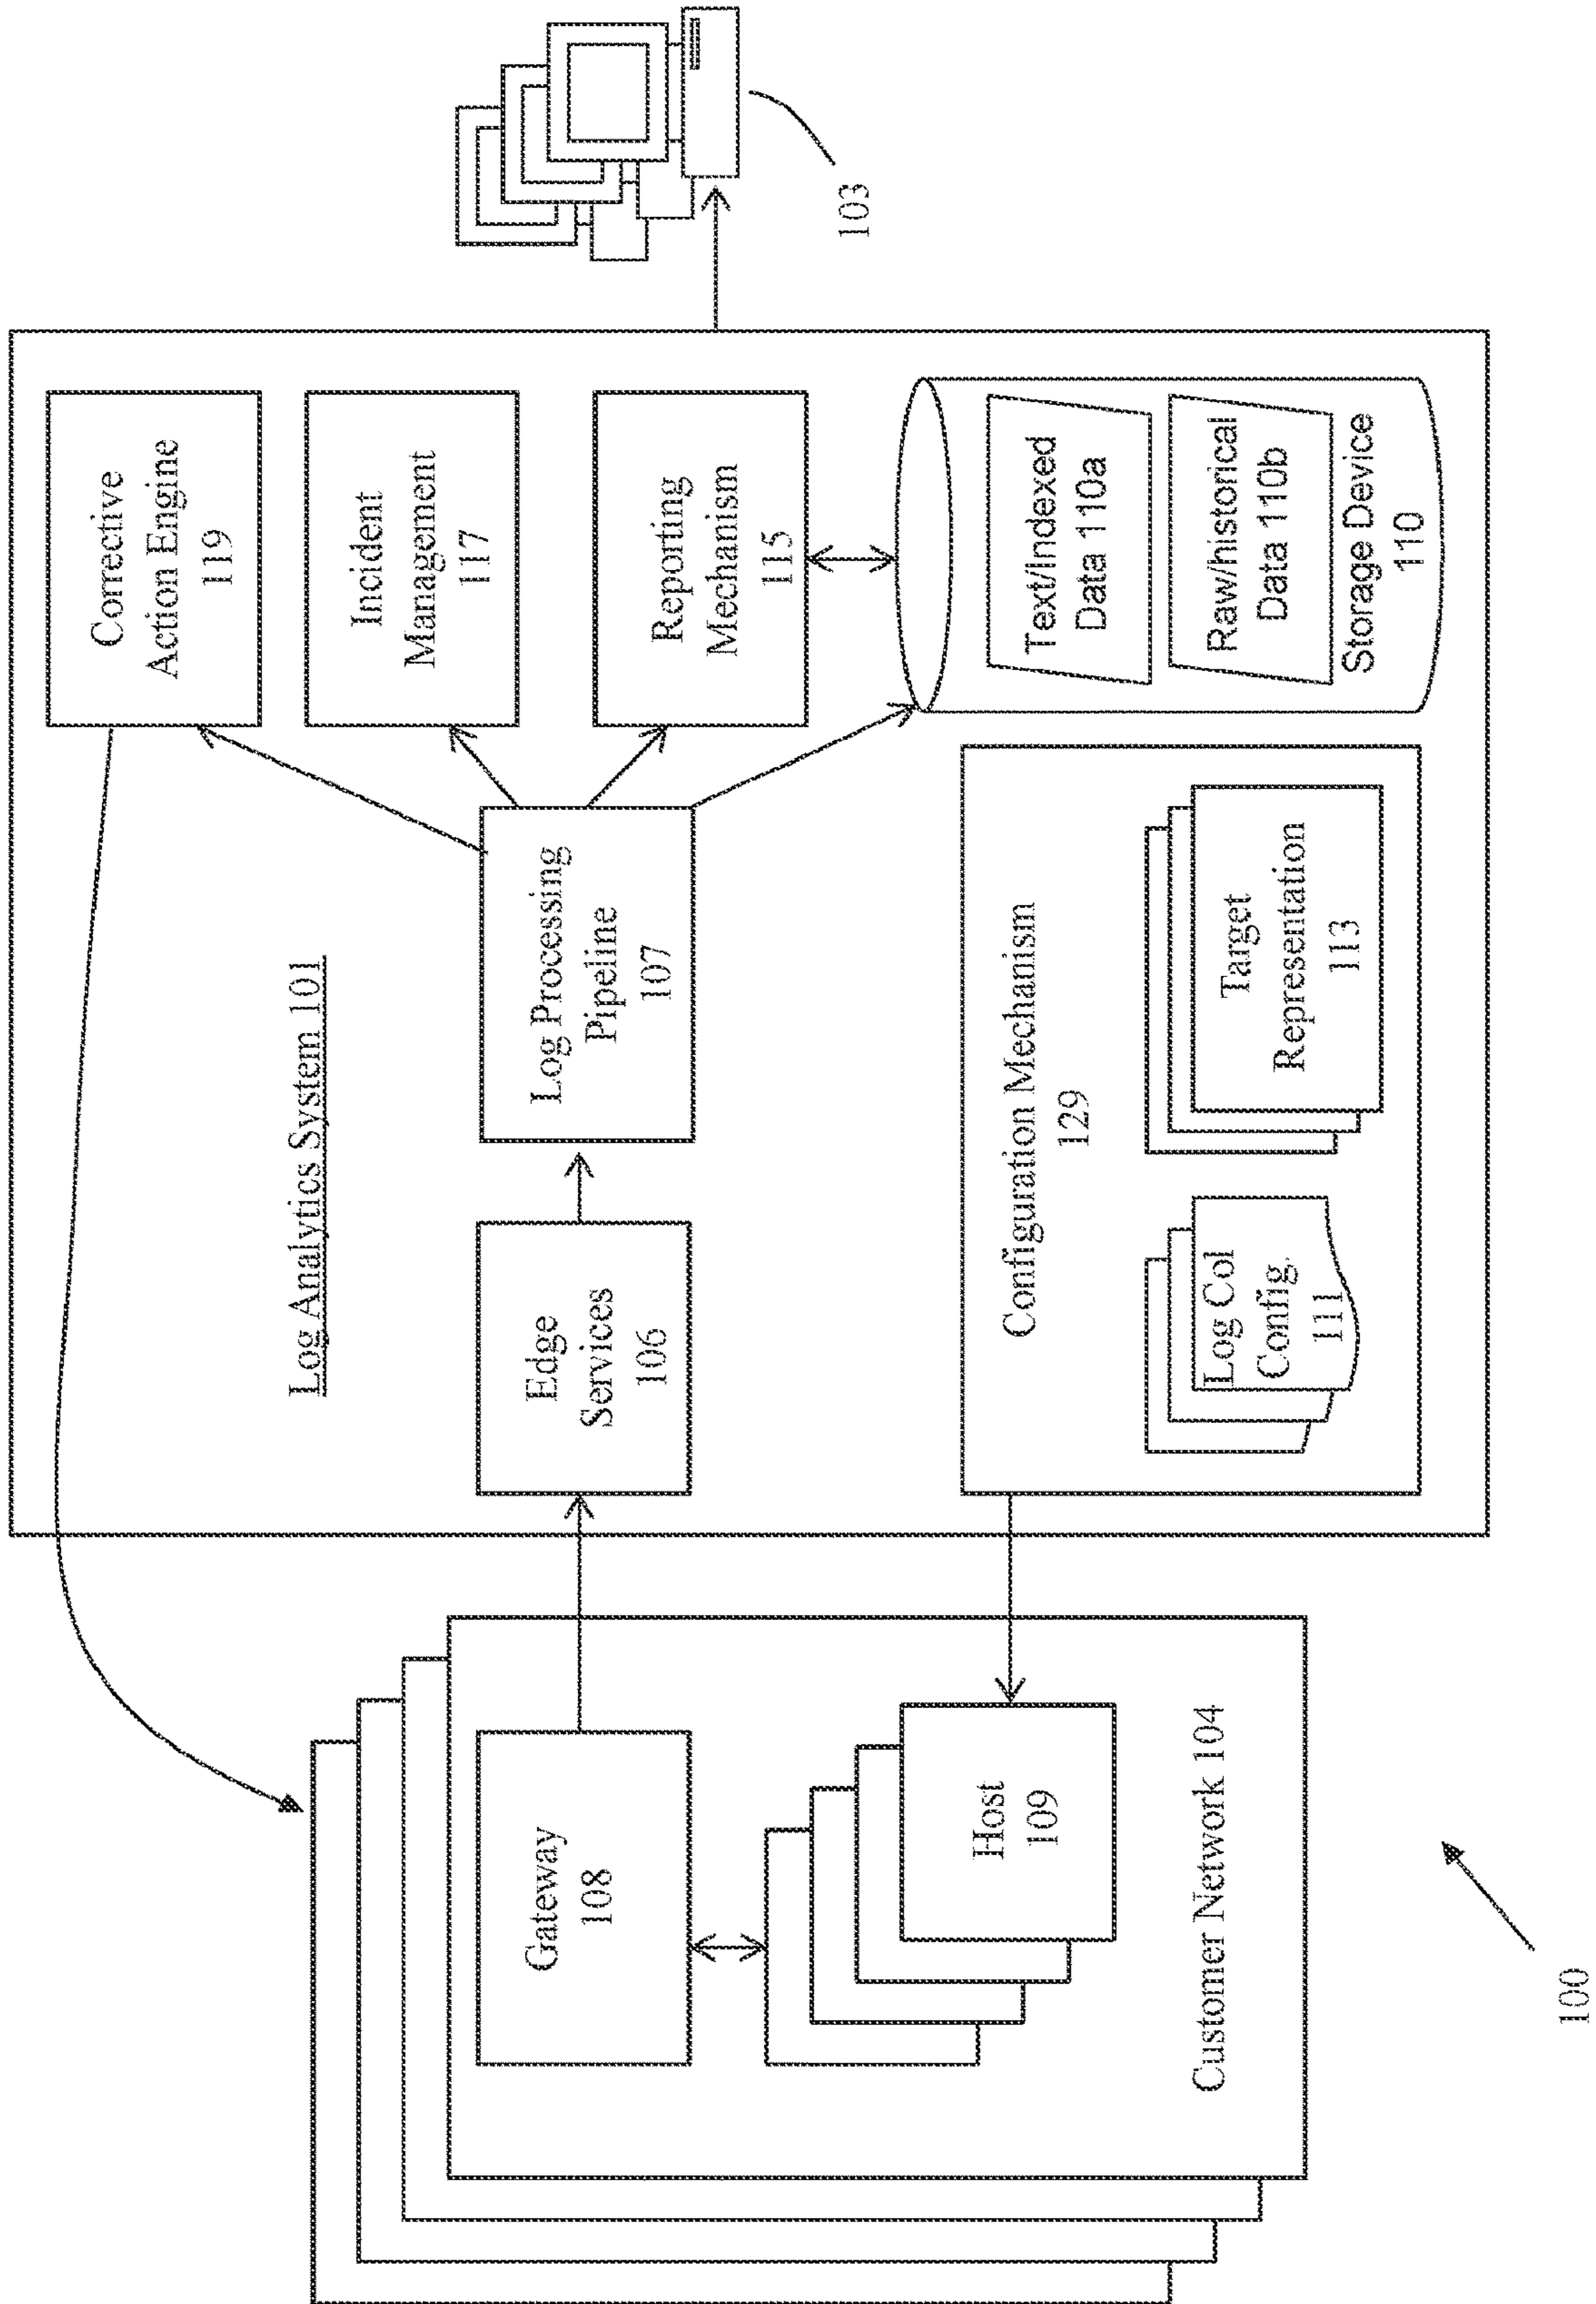 Log Analytics System 101
Corrective
Action Engine
119
Incident
Management
117
Reporting
Mechanism
115
Log Processing
Pipeline
107
Edge
Services
106
Gateway
108
Host
109
Customer Network 104
Configuration Mechanism
129
Log Col
Config.
111
Target
Representation
113
Text/Indexed
Data 110a
Raw/historical
Data 110b
Storage Device
110
103
100